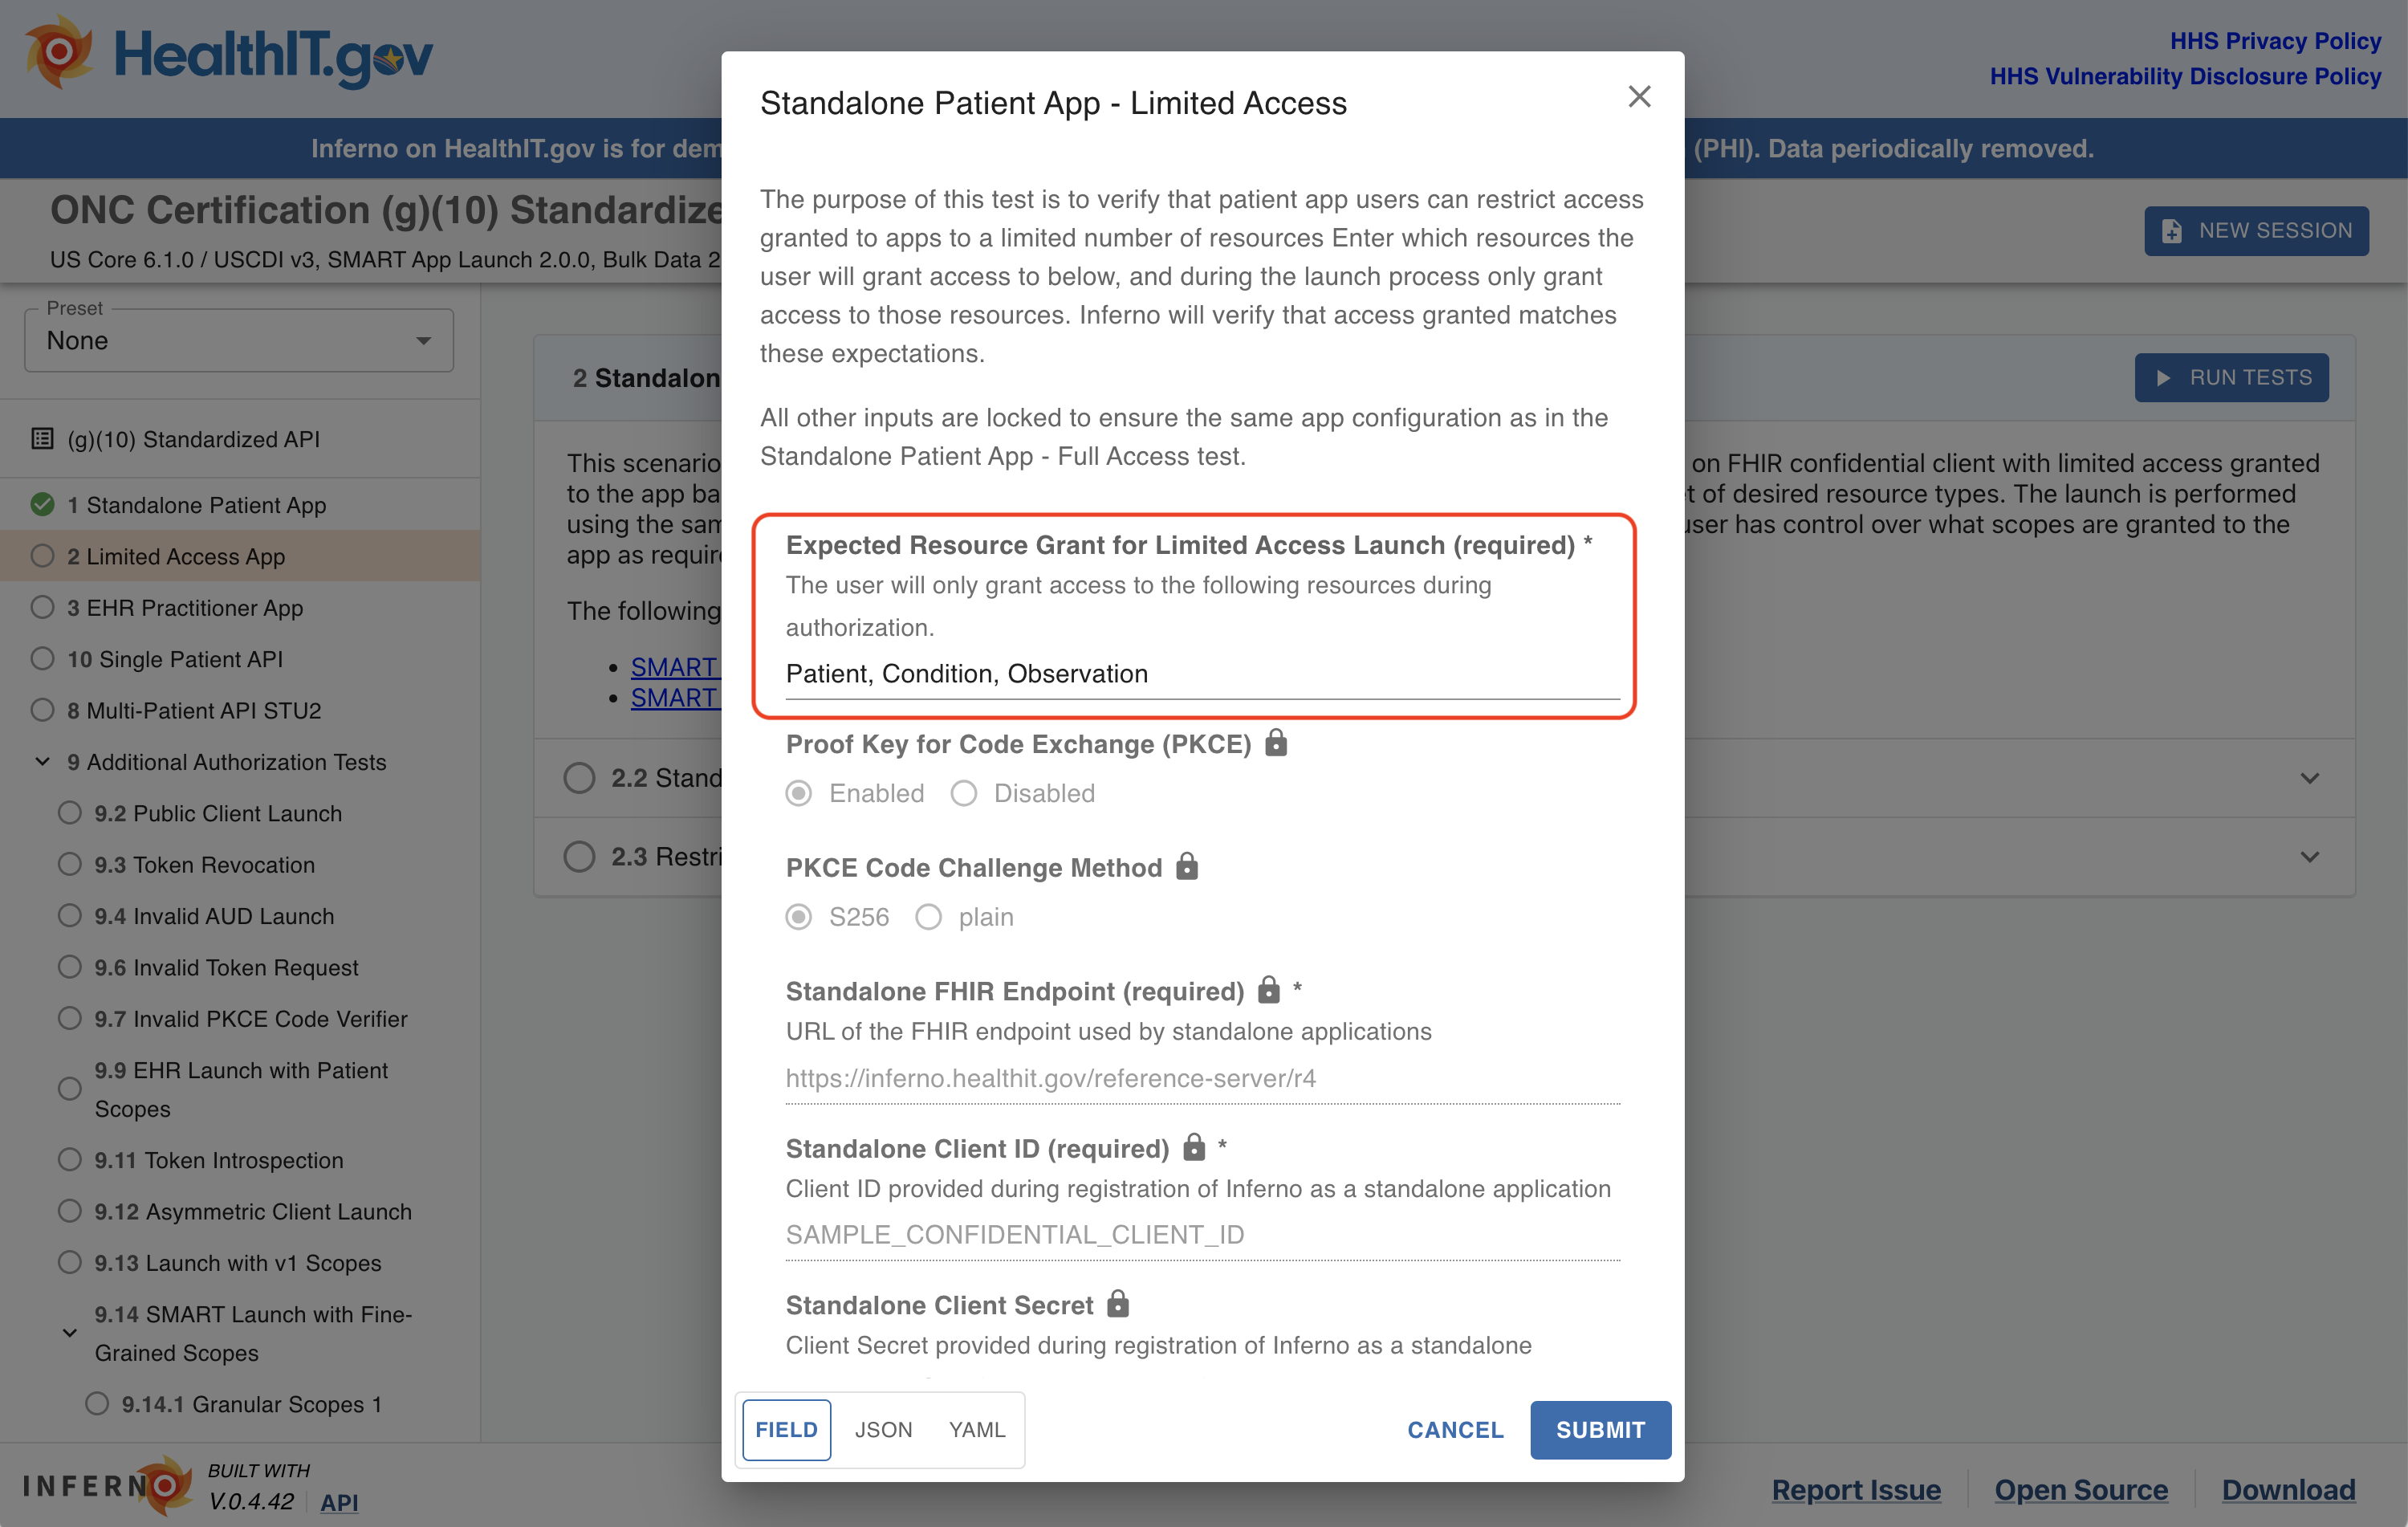 HealthIT.gov
HHS Privacy Policy
HHS Vulnerability Disclosure Policy
Inferno on HealthIT.gov is for dem
(PHI). Data periodically removed.
ONC Certification (g)(10) Standardize
US Core 6.1.0 / USCDI v3, SMART App Launch 2.0.0, Bulk Data 2
NEW SESSION
Preset
None
(g)(10) Standardized API
1 Standalone Patient App
2 Limited Access App
3 EHR Practitioner App
10 Single Patient API
8 Multi-Patient API STU2
9 Additional Authorization Tests
9.2 Public Client Launch
9.3 Token Revocation
9.4 Invalid AUD Launch
9.6 Invalid Token Request
9.7 Invalid PKCE Code Verifier
9.9 EHR Launch with Patient
Scopes
9.11 Token Introspection
9.12 Asymmetric Client Launch
9.13 Launch with v1 Scopes
9.14 SMART Launch with Fine-
Grained Scopes
9.14.1 Granular Scopes 1
2 Standalon
RUN TESTS
This scenario
on FHIR confidential client with limited access granted
to the app ba
t of desired resource types. The launch is performed
using the sam
user has control over what scopes are granted to the
app as require
The following
SMART
SMART
2.2 Stand
2.3 Restri
Standalone Patient App - Limited Access
The purpose of this test is to verify that patient app users can restrict access
granted to apps to a limited number of resources Enter which resources the
user will grant access to below, and during the launch process only grant
access to those resources. Inferno will verify that access granted matches
these expectations.
All other inputs are locked to ensure the same app configuration as in the
Standalone Patient App - Full Access test.
Expected Resource Grant for Limited Access Launch (required) *
The user will only grant access to the following resources during
authorization.
Patient, Condition, Observation
Proof Key for Code Exchange (PKCE)
Enabled Disabled
PKCE Code Challenge Method
S256 plain
Standalone FHIR Endpoint (required) *
URL of the FHIR endpoint used by standalone applications
https://inferno.healthit.gov/reference-server/r4
Standalone Client ID (required) *
Client ID provided during registration of Inferno as a standalone application
SAMPLE_CONFIDENTIAL_CLIENT_ID
Standalone Client Secret
Client Secret provided during registration of Inferno as a standalone
FIELD JSON YAML
CANCEL SUBMIT
INFERNO
BUILT WITH
V.0.4.42 API
Report Issue Open Source Download